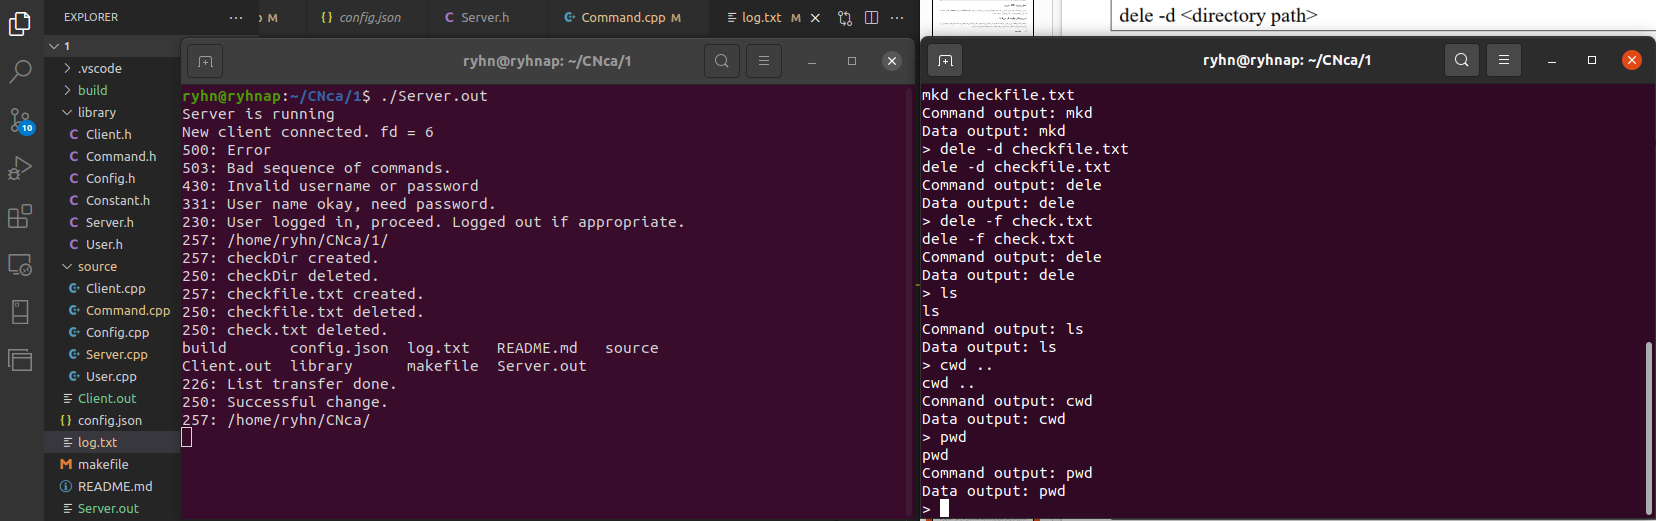 EXPLORER
config.json
Server.h
Command.cpp M
log.txt M
dele -d <directory path>
1
.vscode
build
library
Client.h
Command.h
Config.h
Constant.h
Server.h
User.h
source
Client.cpp
Command.cpp
Config.cpp
Server.cpp
User.cpp
Client.out
config.json
log.txt
makefile
README.md
Server.out
10
ryhn@ryhnap: ~/CNca/1
ryhn@ryhnap:~/CNca/1$ ./Server.out
Server is running
New client connected. fd = 6
500: Error
503: Bad sequence of commands.
430: Invalid username or password
331: User name okay, need password.
230: User logged in, proceed. Logged out if appropriate.
257: /home/ryhn/CNca/1/
257: checkDir created.
250: checkDir deleted.
257: checkfile.txt created.
250: checkfile.txt deleted.
250: check.txt deleted.
build config.json log.txt README.md source
Client.out library makefile Server.out
226: List transfer done.
250: Successful change.
257: /home/ryhn/CNca/
ryhn@ryhnap: ~/CNca/1
mkd checkfile.txt
Command output: mkd
Data output: mkd
> dele -d checkfile.txt
dele -d checkfile.txt
Command output: dele
Data output: dele
> dele -f check.txt
dele -f check.txt
Command output: dele
Data output: dele
> ls
ls
Command output: ls
Data output: ls
> cwd ..
cwd ..
Command output: cwd
Data output: cwd
> pwd
pwd
Command output: pwd
Data output: pwd
>